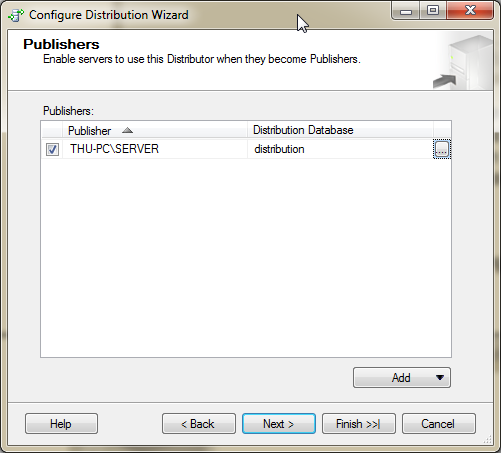 Configure Distribution Wizard
Publishers
Enable servers to use this Distributor when they become Publishers.
Publishers:
Publisher Distribution Database
THU-PC\SERVER distribution ...
Add
Help < Back Next > Finish >>| Cancel